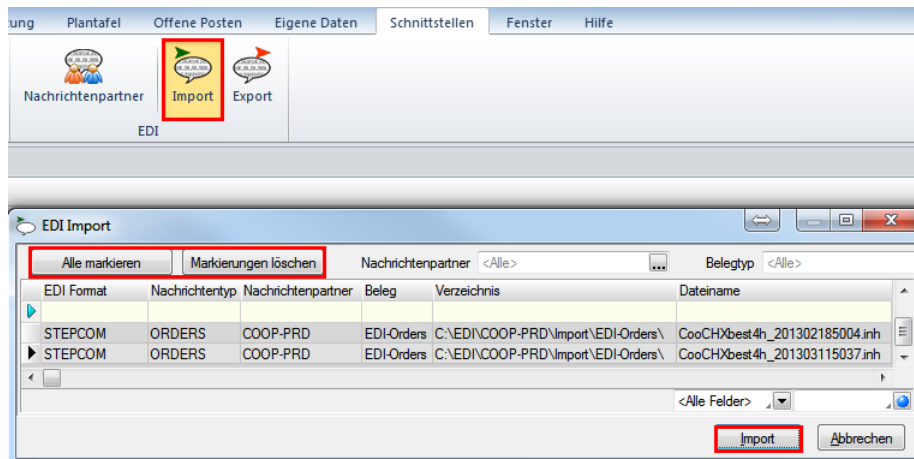 ung Plantafel Offene Posten Eigene Daten Schnittstellen Fenster Hilfe
Nachrichtenpartner Import Export
EDI
EDI Import
Alle markieren Markierungen löschen Nachrichtenpartner <Alle> ... Belegtyp <Alle>
EDI Format Nachrichtentyp Nachrichtenpartner Beleg Verzeichnis Dateiname
STEPCOM ORDERS COOP-PRD EDI-Orders C:\EDI\COOP-PRD\Import\EDI-Orders\ CooCHXbest4h_201302185004.inh
STEPCOM ORDERS COOP-PRD EDI-Orders C:\EDI\COOP-PRD\Import\EDI-Orders\ CooCHXbest4h_201303115037.inh
<Alle Felder>
Import Abbrechen